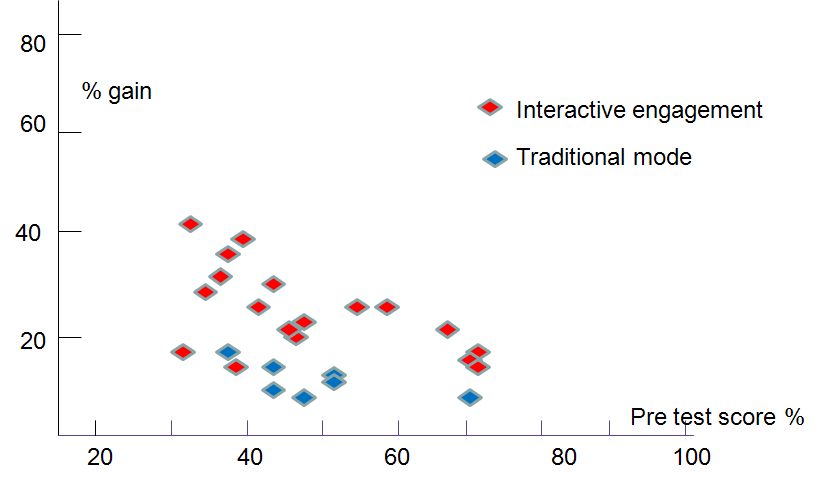 80
% gain
Interactive engagement
60
Traditional mode
40
20
Pre test score %
20 40 60 80 100